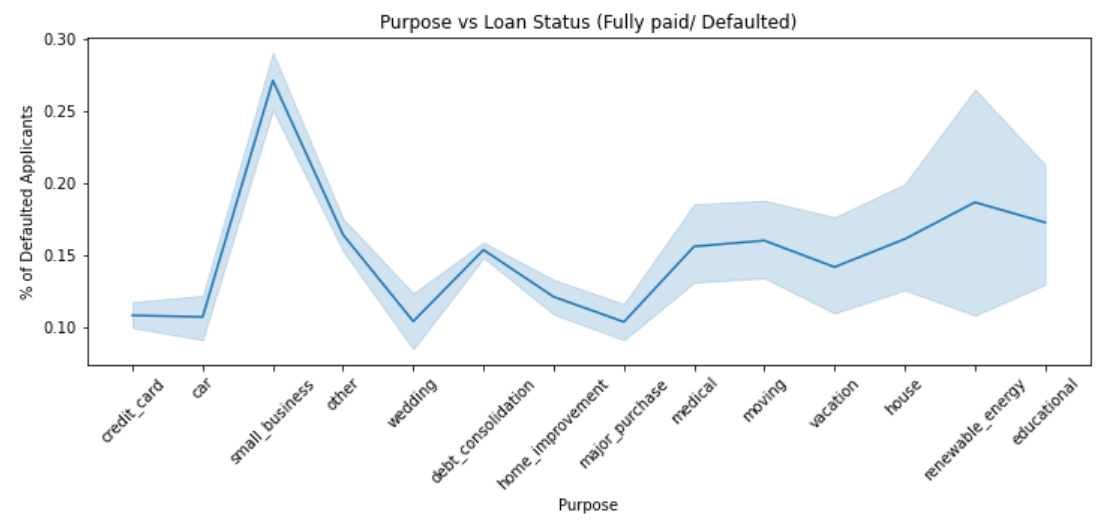 Purpose vs Loan Status (Fully paid/ Defaulted)
% of Defaulted Applicants
0.30
0.25
0.20
0.15
0.10
credit_card
car
small_business
other
wedding
debt_consolidation
home_improvement
major_purchase
medical
moving
vacation
house
renewable_energy
educational
Purpose